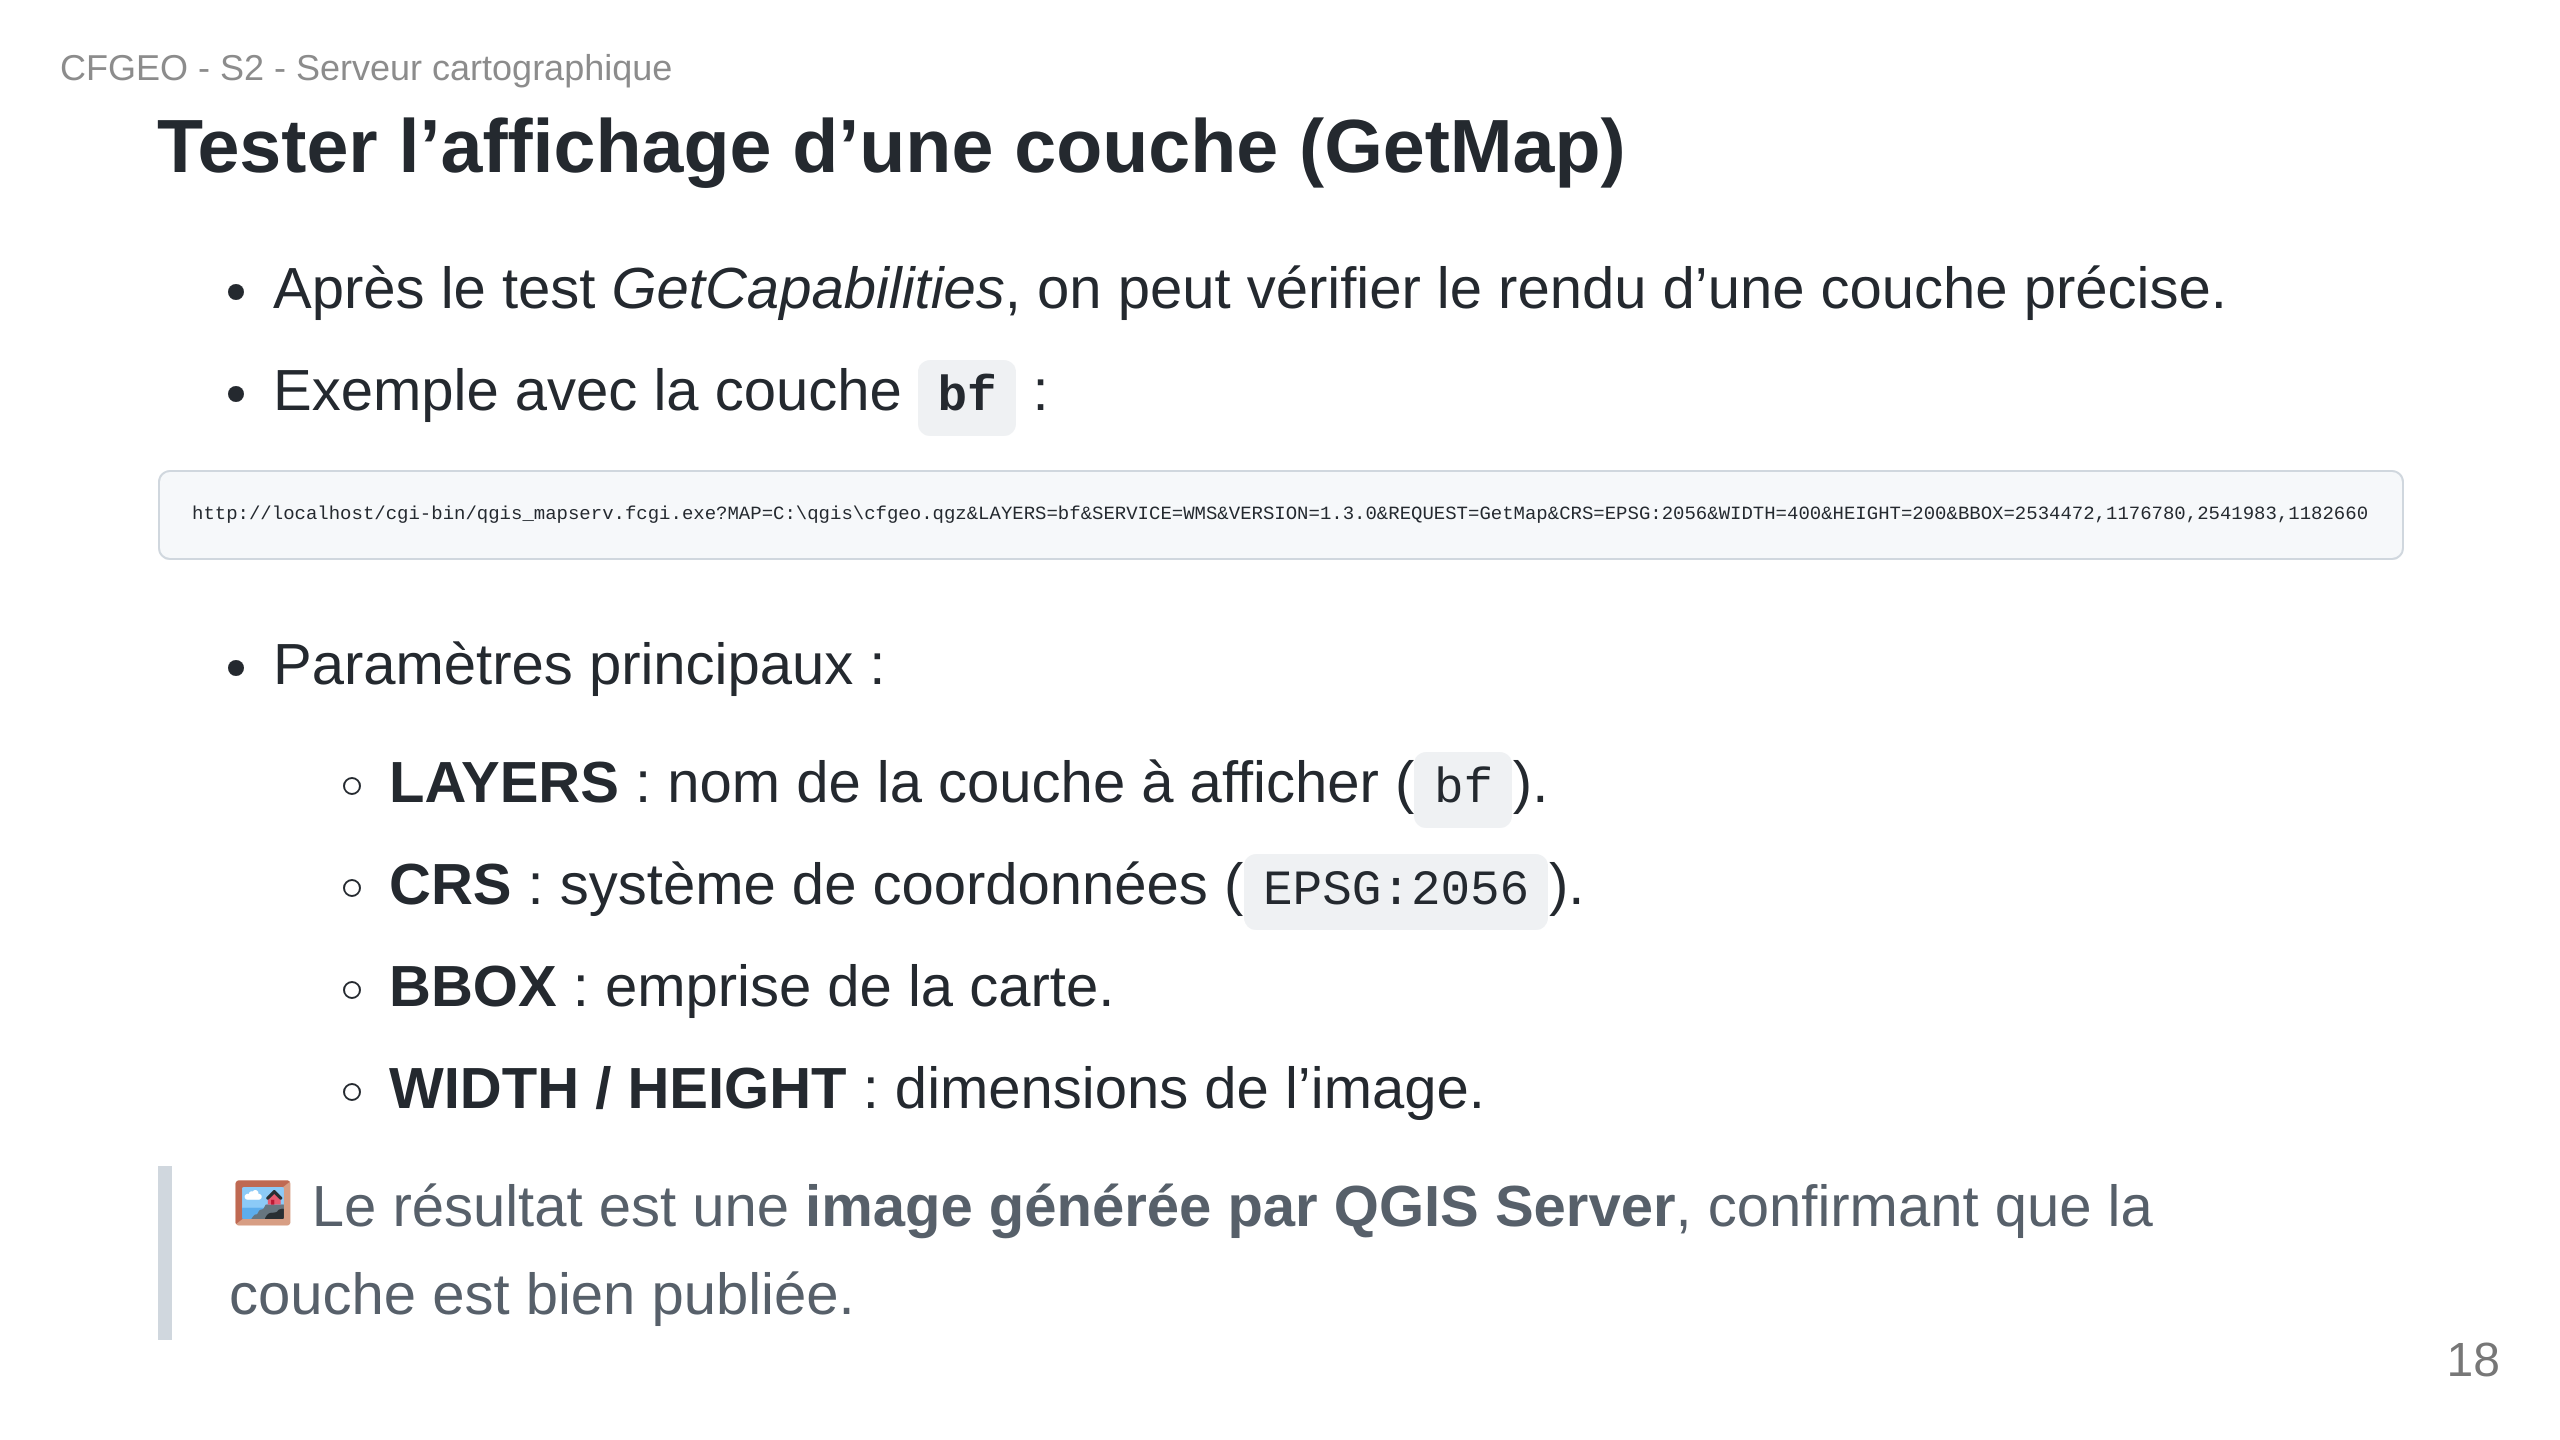 CFGEO - S2 - Serveur cartographique
Tester l’affichage d’une couche (GetMap)
• Après le test GetCapabilities, on peut vérifier le rendu d’une couche précise.
• Exemple avec la couche bf :
http://localhost/cgi-bin/qgis_mapserv.fcgi.exe?MAP=C:\qgis\cfgeo.qgz&LAYERS=bf&SERVICE=WMS&VERSION=1.3.0&REQUEST=GetMap&CRS=EPSG:2056&WIDTH=400&HEIGHT=200&BBOX=2534472,1176780,2541983,1182660
• Paramètres principaux :
◦ LAYERS : nom de la couche à afficher (bf).
◦ CRS : système de coordonnées (EPSG:2056).
◦ BBOX : emprise de la carte.
◦ WIDTH / HEIGHT : dimensions de l’image.
🖼️ Le résultat est une image générée par QGIS Server, confirmant que la
couche est bien publiée.
18